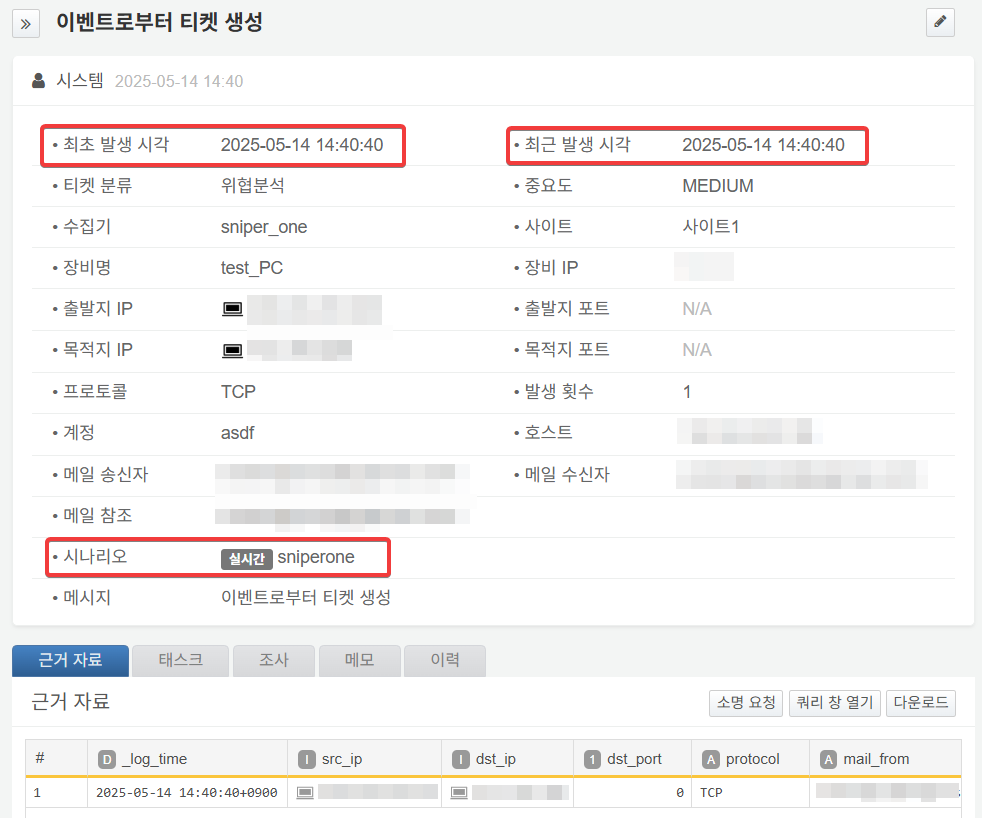 » 이벤트로부터 티켓 생성
시스템 2025-05-14 14:40
• 최초 발생 시각 2025-05-14 14:40:40 • 최근 발생 시각 2025-05-14 14:40:40
• 티켓 분류 위협분석 • 중요도 MEDIUM
• 수집기 sniper_one • 사이트 사이트1
• 장비명 test_PC • 장비 IP
• 출발지 IP • 출발지 포트 N/A
• 목적지 IP • 목적지 포트 N/A
• 프로토콜 TCP • 발생 횟수 1
• 계정 asdf • 호스트
• 메일 송신자 • 메일 수신자
• 메일 참조
• 시나리오 실시간 sniperone
• 메시지 이벤트로부터 티켓 생성
근거 자료 태스크 조사 메모 이력
근거 자료 소명 요청 쿼리 창 열기 다운로드
# D _log_time I src_ip I dst_ip 1 dst_port A protocol A mail_from
1 2025-05-14 14:40:40+0900 0 TCP